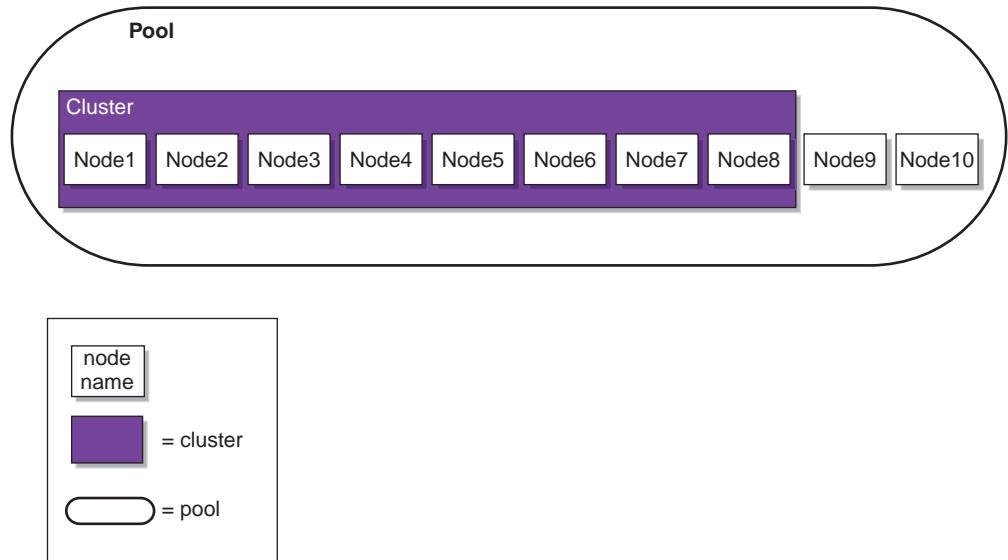 Pool
Cluster
Node1 Node2 Node3 Node4 Node5 Node6 Node7 Node8 Node9 Node10
node
name
= cluster
= pool